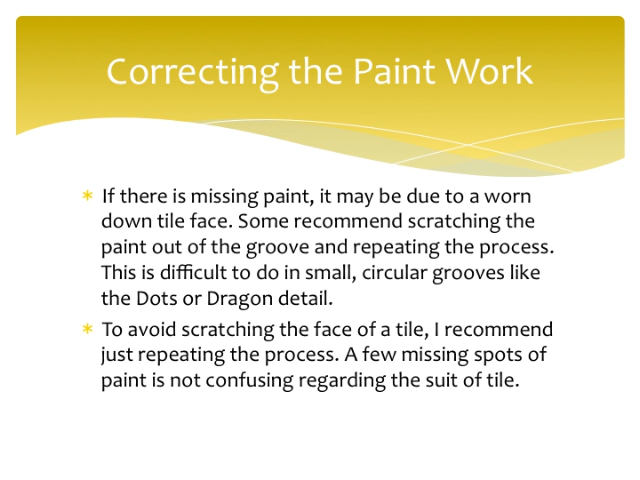 Correcting the Paint Work
* If there is missing paint, it may be due to a worn
down tile face. Some recommend scratching the
paint out of the groove and repeating the process.
This is difficult to do in small, circular grooves like
the Dots or Dragon detail.
* To avoid scratching the face of a tile, I recommend
just repeating the process. A few missing spots of
paint is not confusing regarding the suit of tile.